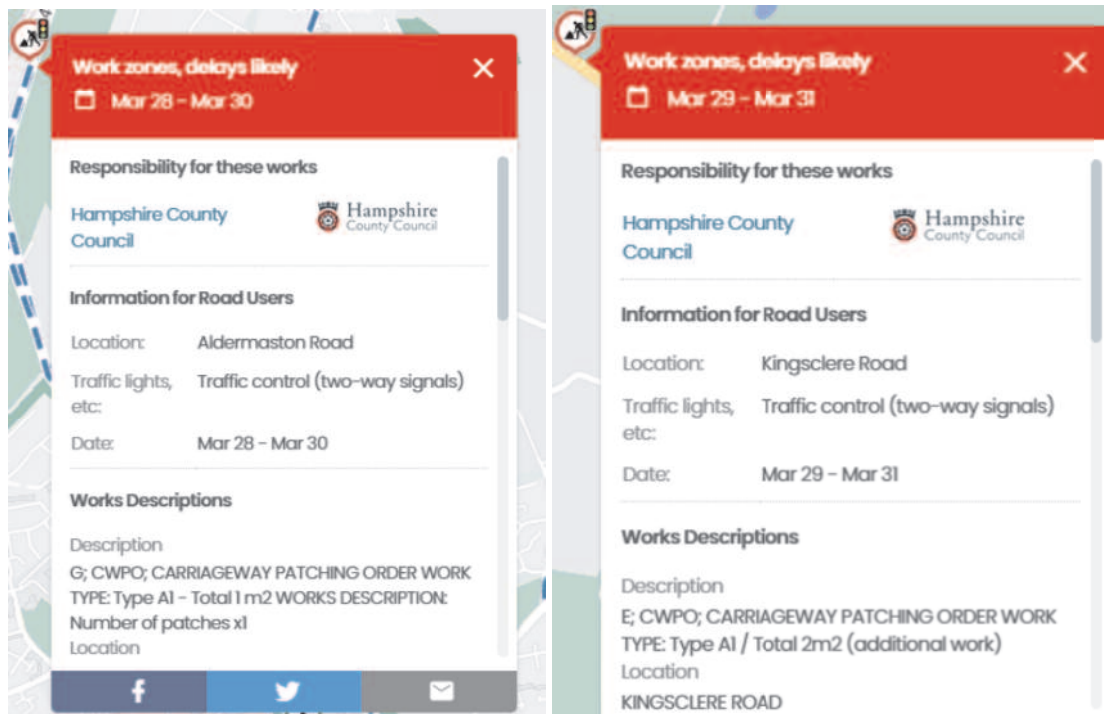 Work zones, delays likely
Mar 28 - Mar 30
Responsibility for these works
Hampshire County
Council
Hampshire
County Council
Information for Road Users
Location: Aldermaston Road
Traffic lights, Traffic control (two-way signals)
etc:
Date: Mar 28 - Mar 30
Works Descriptions
Description
G; CWPO; CARRIAGEWAY PATCHING ORDER WORK
TYPE: Type A1 - Total 1 m2 WORKS DESCRIPTION:
Number of patches x1
Location
Work zones, delays likely
Mar 29 - Mar 31
Responsibility for these works
Hampshire County
Council
Hampshire
County Council
Information for Road Users
Location: Kingsclere Road
Traffic lights, Traffic control (two-way signals)
etc:
Date: Mar 29 - Mar 31
Works Descriptions
Description
E; CWPO; CARRIAGEWAY PATCHING ORDER WORK
TYPE: Type A1 / Total 2m2 (additional work)
Location
KINGSCLERE ROAD